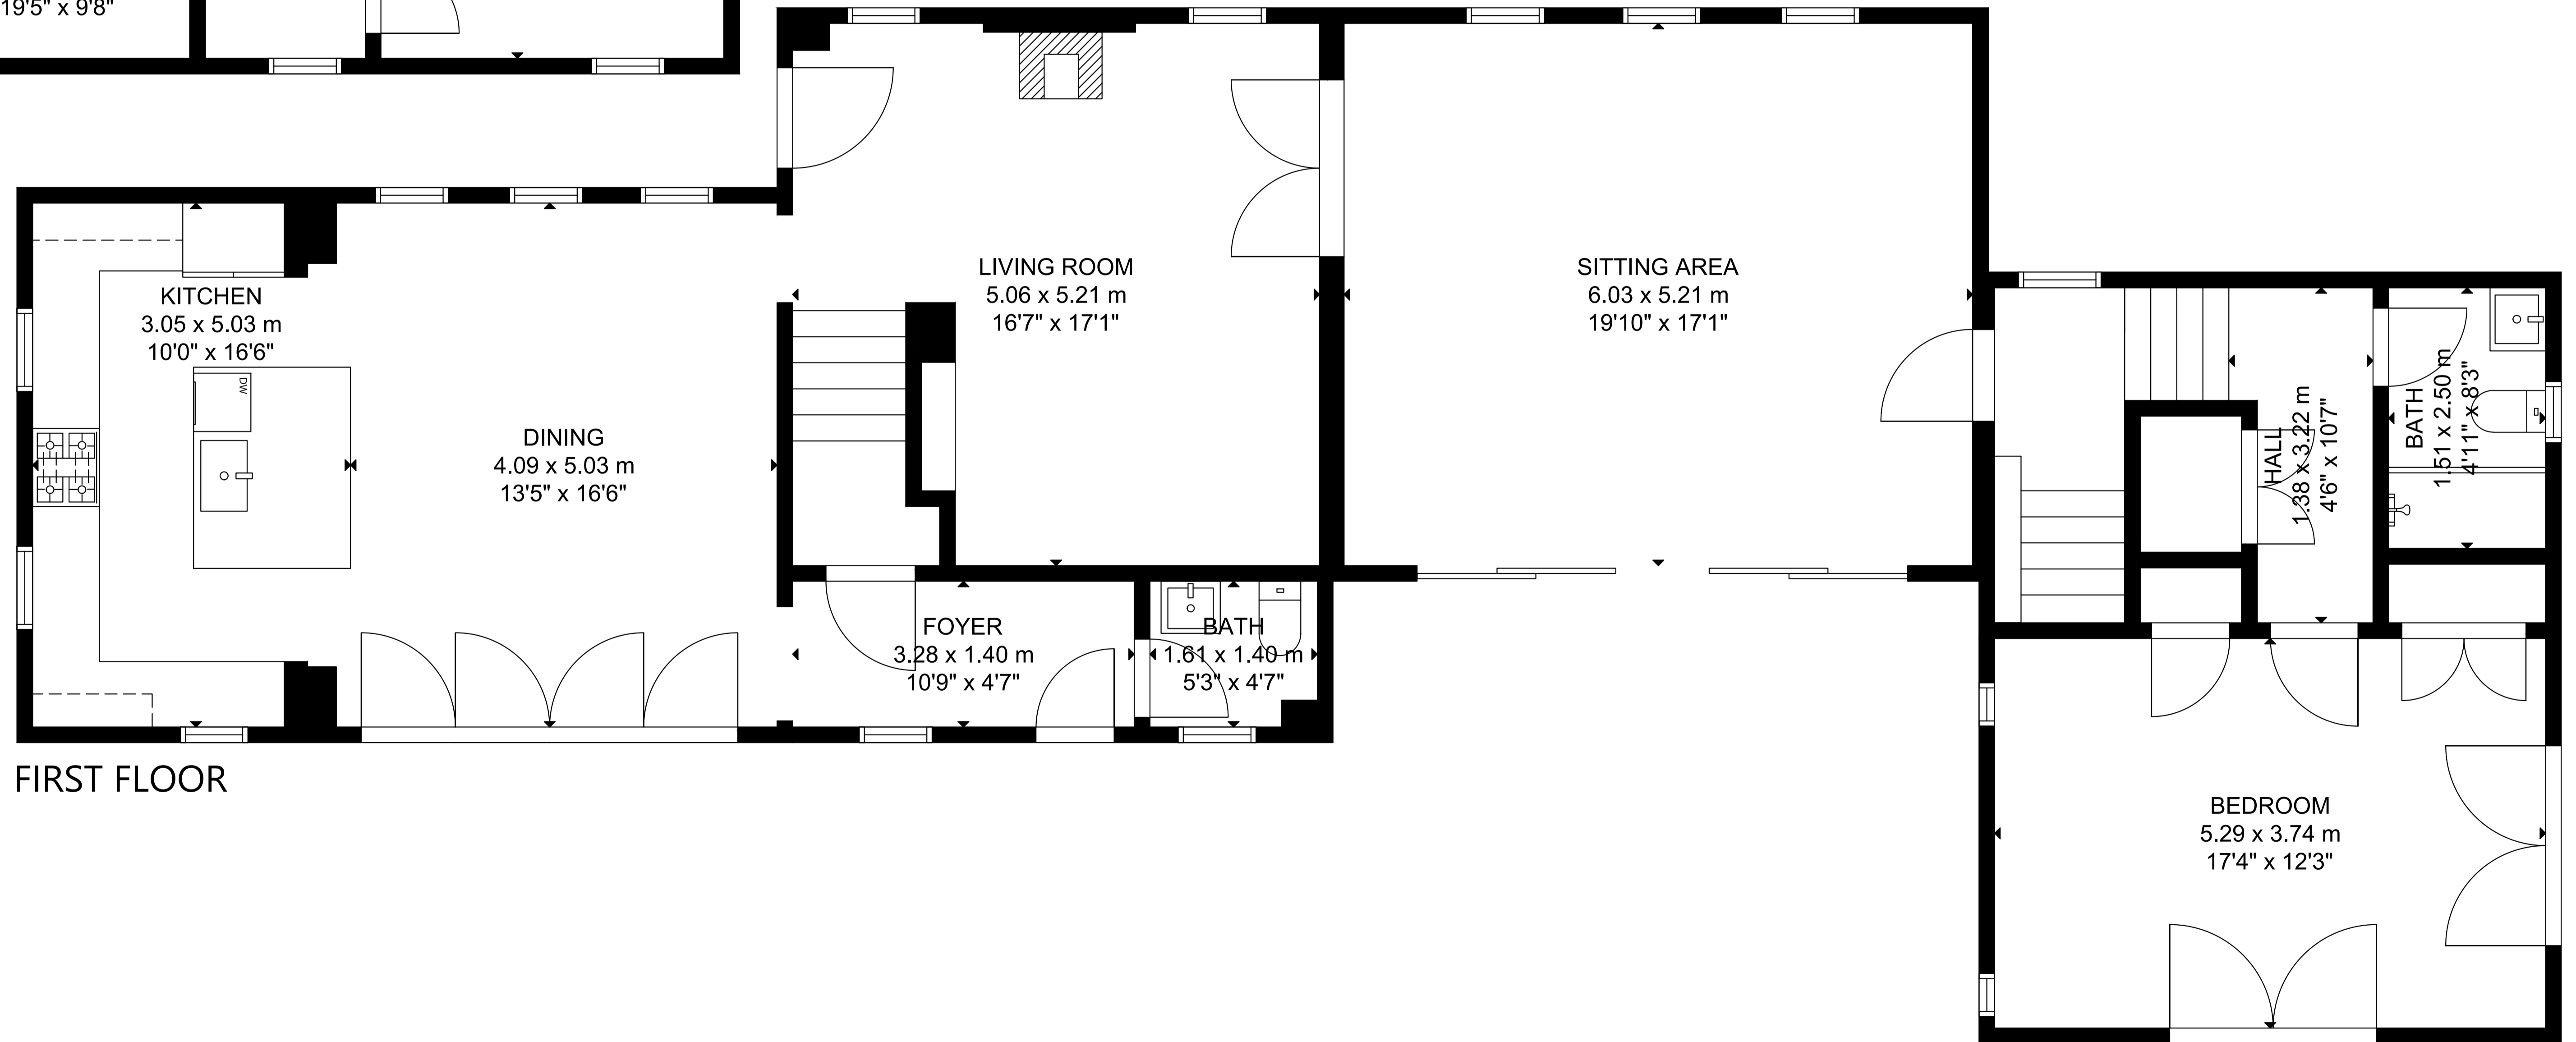 19'5" x 9'8"
KITCHEN
3.05 x 5.03 m
10'0" x 16'6"
DW
DINING
4.09 x 5.03 m
13'5" x 16'6"
LIVING ROOM
5.06 x 5.21 m
16'7" x 17'1"
SITTING AREA
6.03 x 5.21 m
19'10" x 17'1"
HALL
1.38 x 3.22 m
4'6" x 10'7"
BATH
1.51 x 2.50 m
4'11" x 8'3"
FOYER
3.28 x 1.40 m
10'9" x 4'7"
BATH
1.61 x 1.40 m
5'3" x 4'7"
BEDROOM
5.29 x 3.74 m
17'4" x 12'3"
FIRST FLOOR